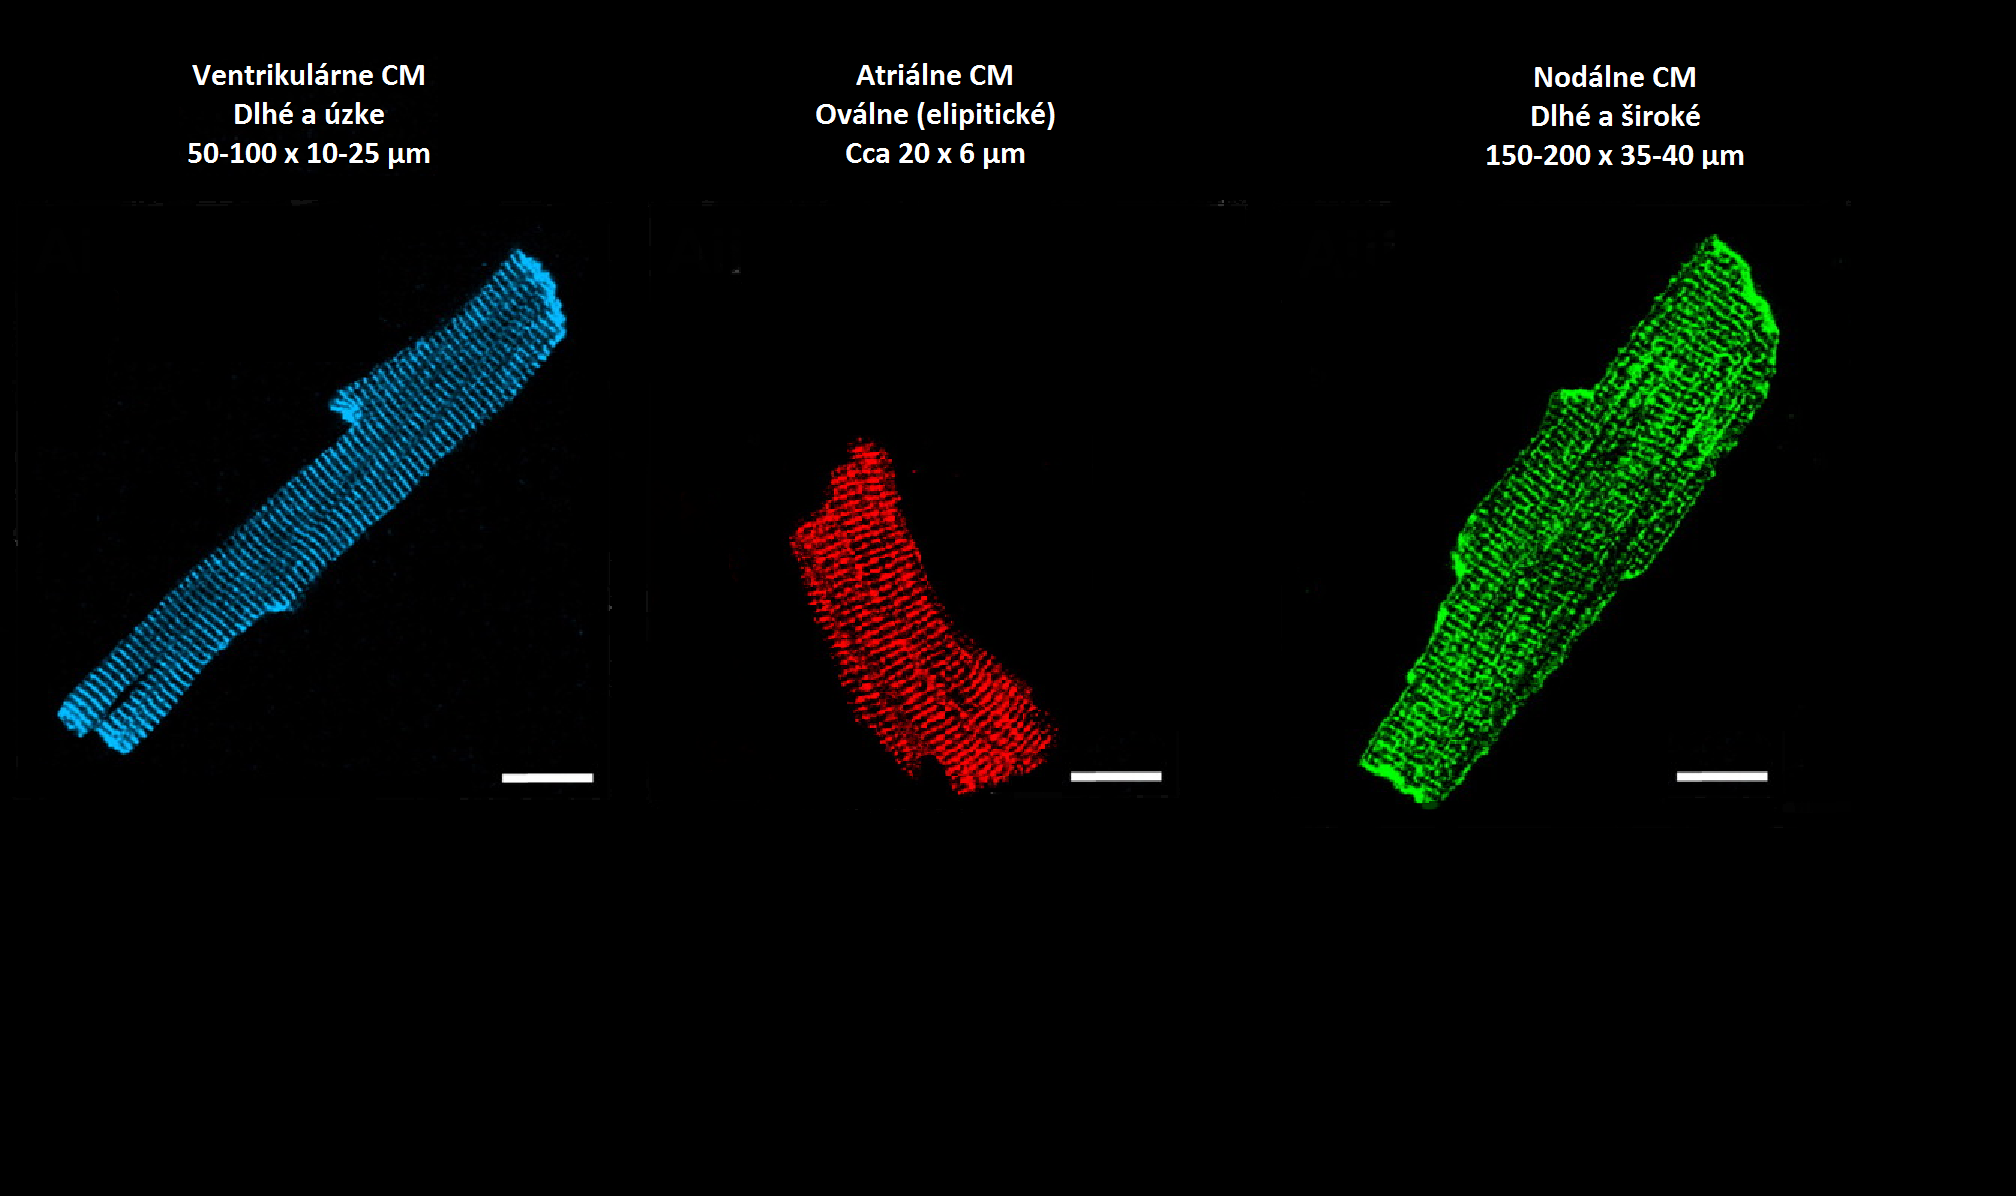 Ventrikulárne CM
Dlhé a úzke
50-100 x 10-25 µm
Atriálne CM
Oválne (elipitické)
Cca 20 x 6 µm
Nodálne CM
Dlhé a široké
150-200 x 35-40 µm